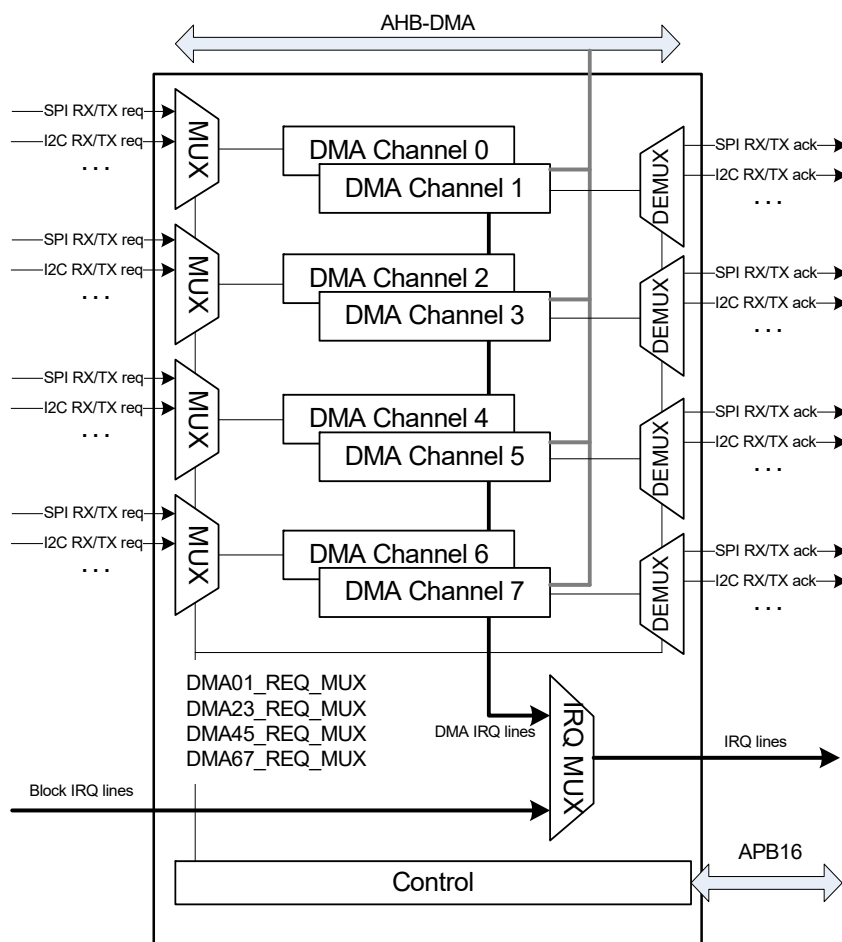 AHB-DMA
SPI RX/TX req
I2C RX/TX req
. . .
MUX
DMA Channel 0
DMA Channel 1
DEMUX
SPI RX/TX ack
I2C RX/TX ack
. . .
SPI RX/TX req
I2C RX/TX req
. . .
MUX
DMA Channel 2
DMA Channel 3
DEMUX
SPI RX/TX ack
I2C RX/TX ack
. . .
SPI RX/TX req
I2C RX/TX req
. . .
MUX
DMA Channel 4
DMA Channel 5
DEMUX
SPI RX/TX ack
I2C RX/TX ack
. . .
SPI RX/TX req
I2C RX/TX req
. . .
MUX
DMA Channel 6
DMA Channel 7
DEMUX
SPI RX/TX ack
I2C RX/TX ack
. . .
DMA01_REQ_MUX
DMA23_REQ_MUX
DMA45_REQ_MUX
DMA67_REQ_MUX
DMA IRQ lines
IRQ MUX
IRQ lines
Block IRQ lines
Control
APB16